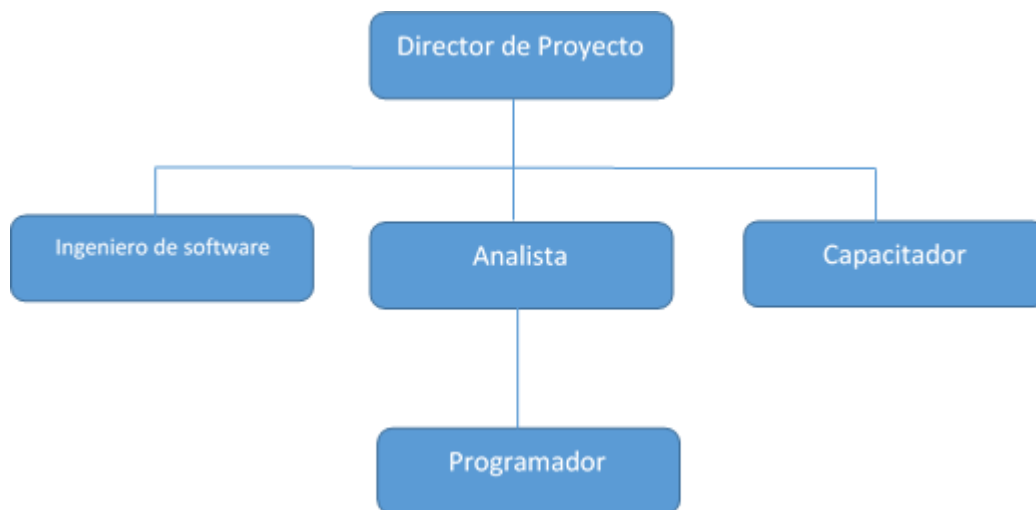 Director de Proyecto
Ingeniero de software
Analista
Capacitador
Programador